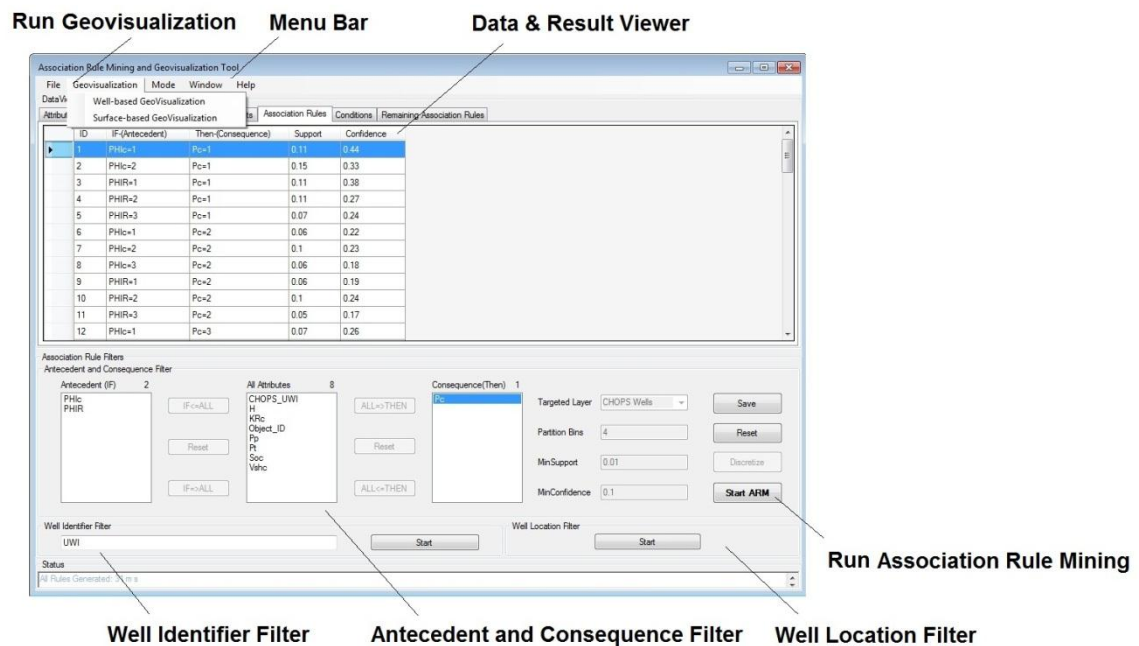 Run Geovisualization Menu Bar Data & Result Viewer
Association Rule Mining and Geovisualization Tool
File Geovisualization Mode Window Help
Well-based GeoVisualization
Surface-based GeoVisualization
Association Rules Conditions Remaining Association Rules
ID IF-(Antecedent) Then-(Consequence) Support Confidence
1 PHIc=1 Pc=1 0.11 0.44
2 PHIc=2 Pc=1 0.15 0.33
3 PHIR=1 Pc=1 0.11 0.38
4 PHIR=2 Pc=1 0.11 0.27
5 PHIR=3 Pc=1 0.07 0.24
6 PHIc=1 Pc=2 0.06 0.22
7 PHIc=2 Pc=2 0.1 0.23
8 PHIc=3 Pc=2 0.06 0.18
9 PHIR=1 Pc=2 0.06 0.19
10 PHIR=2 Pc=2 0.1 0.24
11 PHIR=3 Pc=2 0.05 0.17
12 PHIc=1 Pc=3 0.07 0.26
Association Rule Filters
Antecedent and Consequence Filter
Antecedent (IF) 2 All Attributes 8 Consequence(Then) 1
PHIc
PHIR
IF<=ALL
Reset
IF=>ALL
CHOPS_UWI
H
KRc
Object_ID
Pp
Pt
Soc
Vshc
ALL=>THEN
Reset
ALL<=THEN
Pc
Targeted Layer CHOPS Wells Save
Partition Bins 4 Reset
MinSupport 0.01 Discretize
MinConfidence 0.1 Start ARM
Well Identifier Filter Well Location Filter
UWI Start Start
Status
All Rules Generated:
Run Association Rule Mining
Well Identifier Filter Antecedent and Consequence Filter Well Location Filter